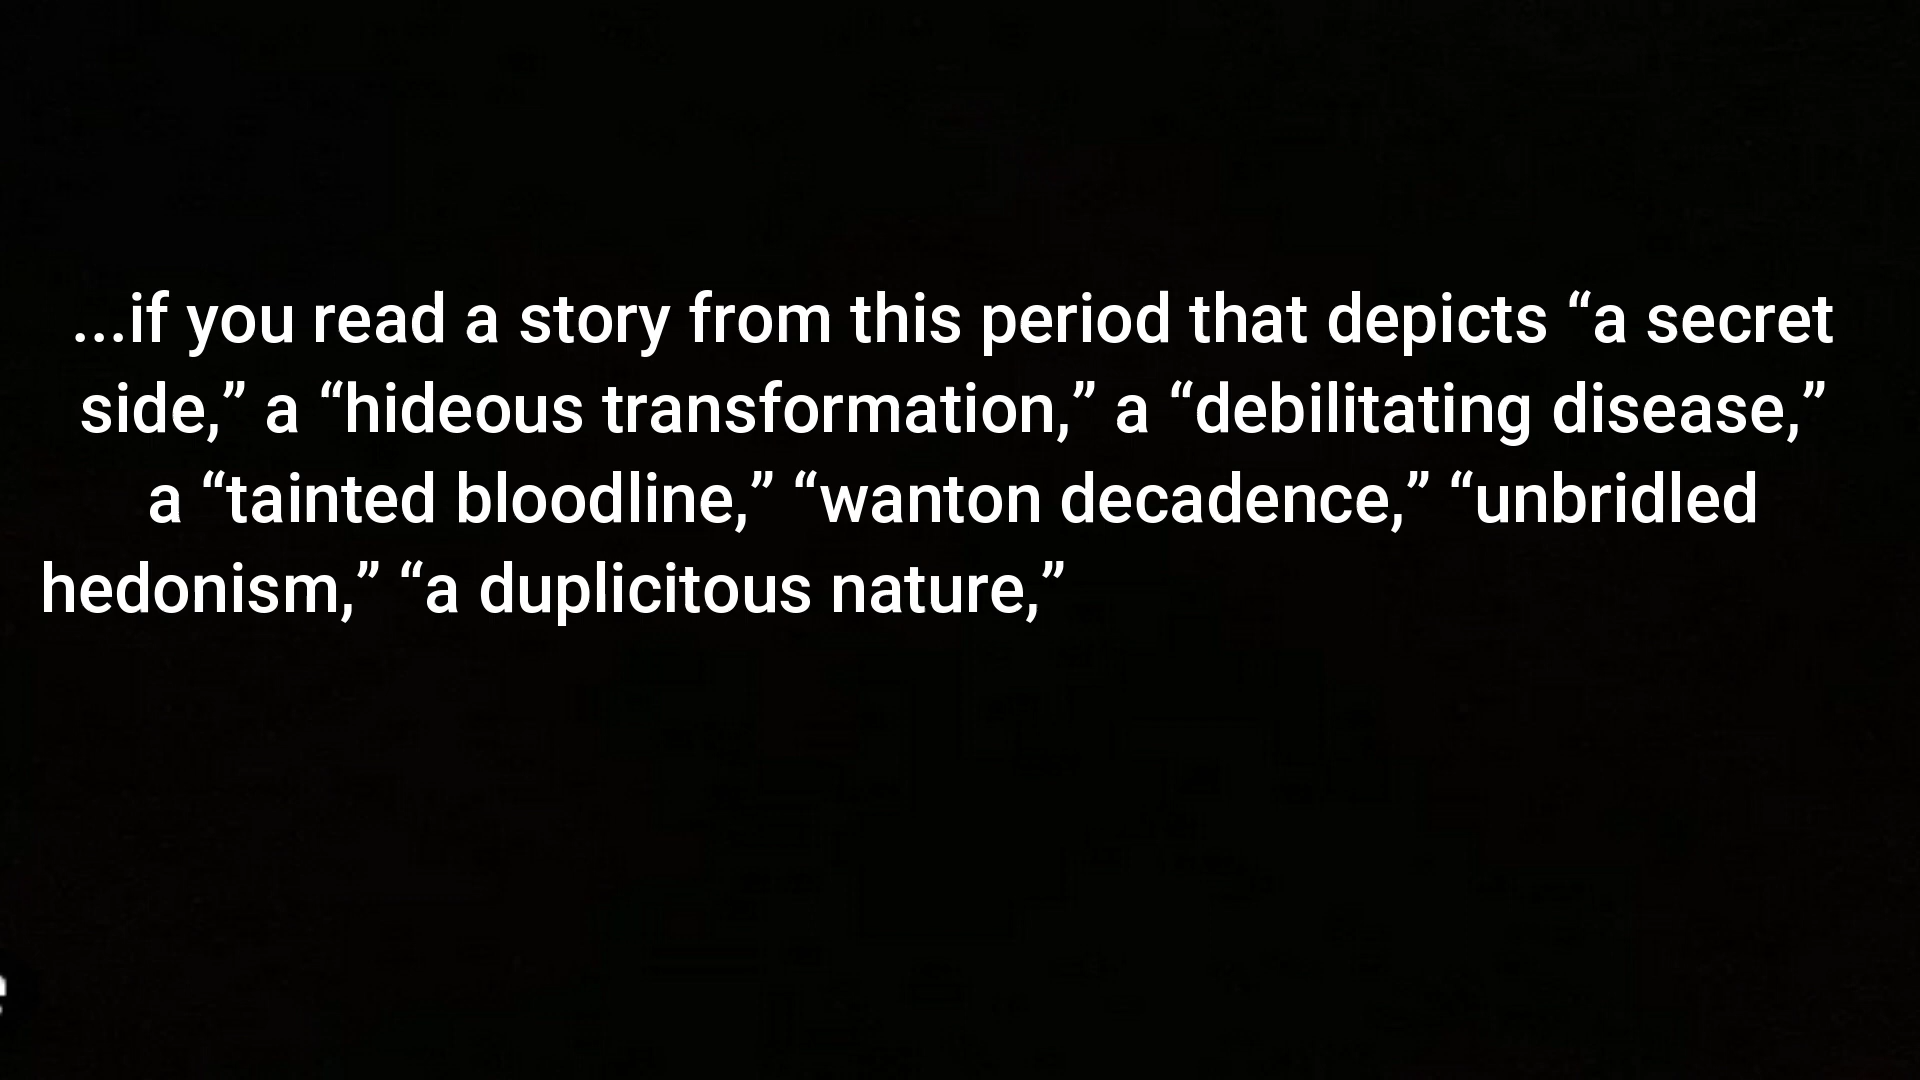 ...if you read a story from this period that depicts “a secret
side,” a “hideous transformation,” a “debilitating disease,”
a “tainted bloodline,” “wanton decadence,” “unbridled
hedonism,” “a duplicitous nature,”